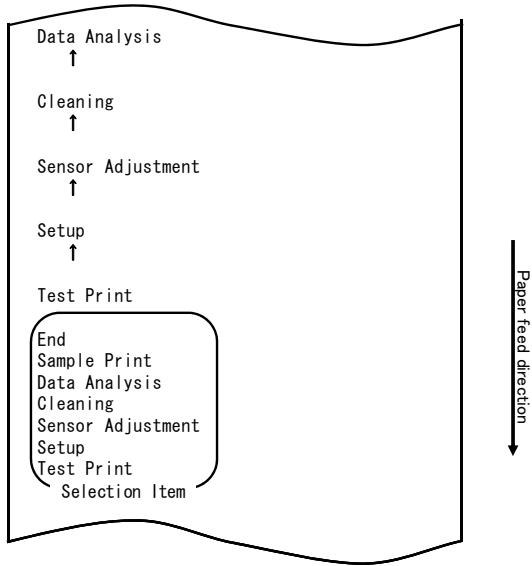 Data Analysis
↑
Cleaning
↑
Sensor Adjustment
↑
Setup
↑
Test Print
End
Sample Print
Data Analysis
Cleaning
Sensor Adjustment
Setup
Test Print
Selection Item
Paper feed direction